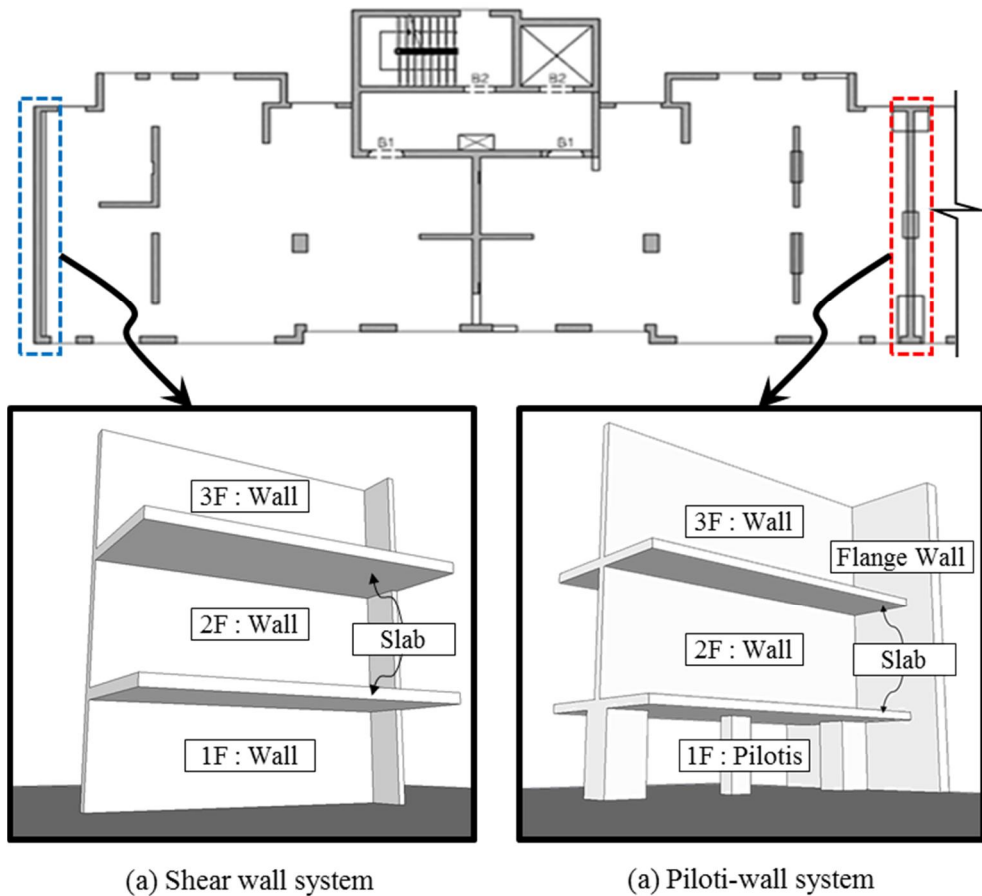 B2
B2
B1
B1
3F : Wall
2F : Wall
Slab
1F : Wall
3F : Wall
Flange Wall
2F : Wall
Slab
1F : Pilotis
(a) Shear wall system
(a) Piloti-wall system